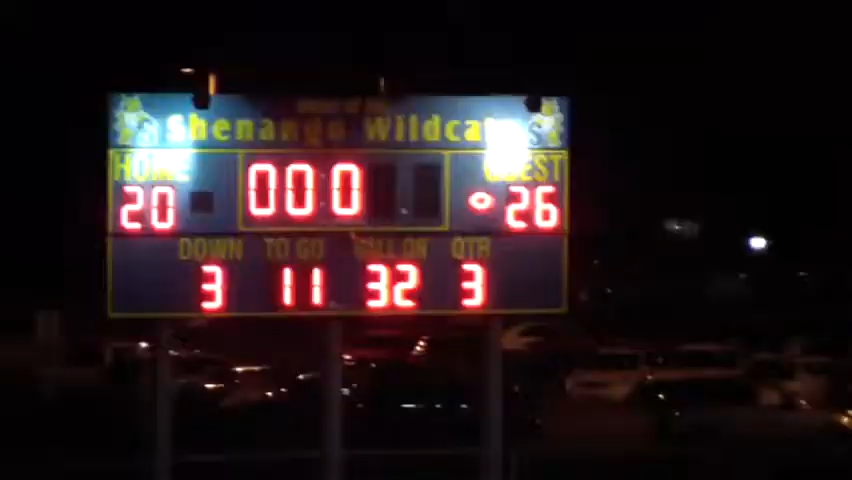 Shenango Wildcats
HOME 000 GUEST
20 26
DOWN TO GO BALL ON QTR
3 11 32 3